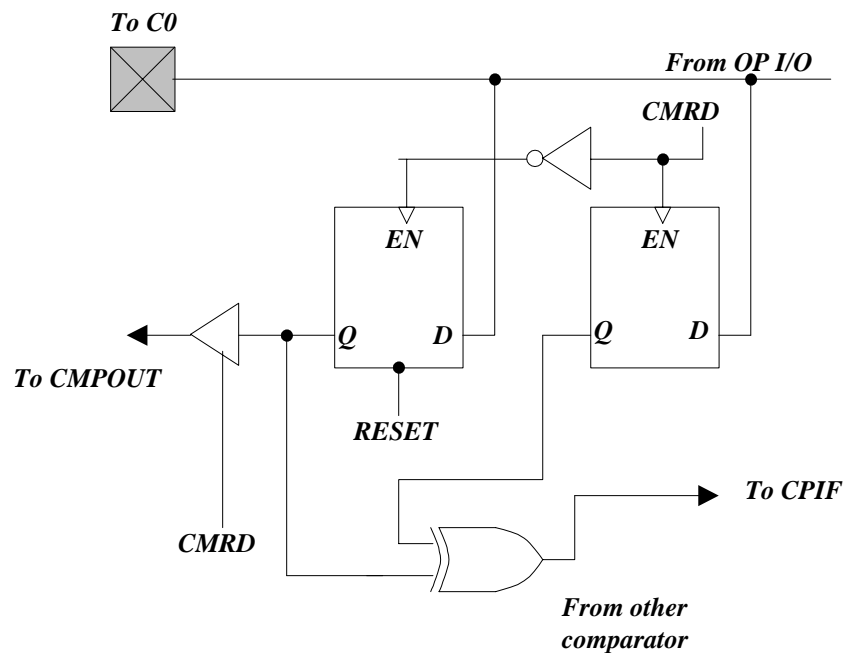 To C0
From OP I/O
CMRD
EN
EN
Q
D
Q
D
To CMPOUT
RESET
To CPIF
CMRD
From other
comparator